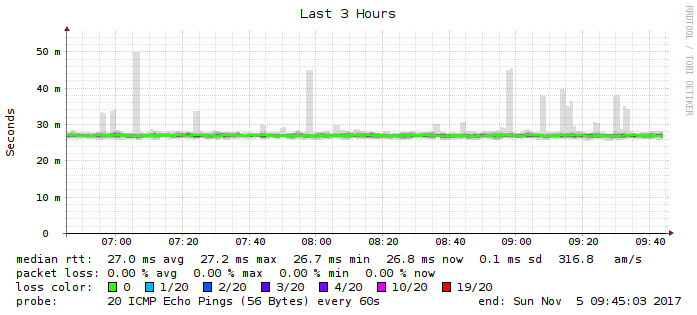 Last 3 Hours
RRDTOOL / TOBI OETIKER
Seconds
50 m
40 m
30 m
20 m
10 m
0
07:00 07:20 07:40 08:00 08:20 08:40 09:00 09:20 09:40
median rtt: 27.0 ms avg 27.2 ms max 26.7 ms min 26.8 ms now 0.1 ms sd 316.8 am/s
packet loss: 0.00 % avg 0.00 % max 0.00 % min 0.00 % now
loss color: 0 1/20 2/20 3/20 4/20 10/20 19/20
probe: 20 ICMP Echo Pings (56 Bytes) every 60s end: Sun Nov 5 09:45:03 2017